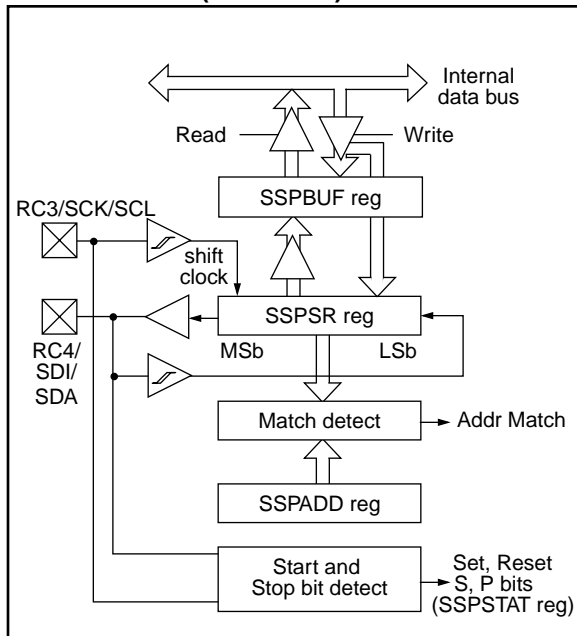 Internal
data bus
Read
Write
SSPBUF reg
RC3/SCK/SCL
shift
clock
SSPSR reg
MSb
LSb
RC4/
SDI/
SDA
Match detect
Addr Match
SSPADD reg
Start and
Stop bit detect
Set, Reset
S, P bits
(SSPSTAT reg)